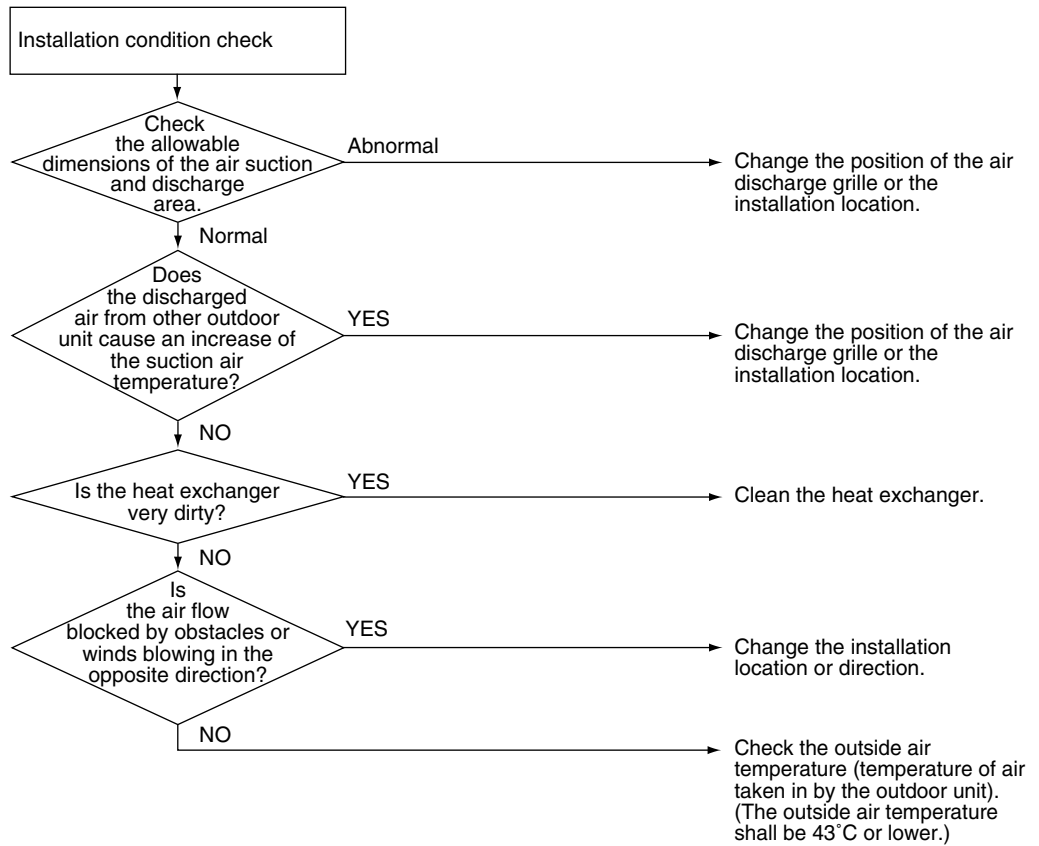 Installation condition check
Check
the allowable
dimensions of the air suction
and discharge
area.
Abnormal
Change the position of the air
discharge grille or the
installation location.
Normal
Does
the discharged
air from other outdoor
unit cause an increase of
the suction air
temperature?
YES
Change the position of the air
discharge grille or the
installation location.
NO
Is the heat exchanger
very dirty?
YES
Clean the heat exchanger.
NO
Is
the air flow
blocked by obstacles or
winds blowing in the
opposite direction?
YES
Change the installation
location or direction.
NO
Check the outside air
temperature (temperature of air
taken in by the outdoor unit).
(The outside air temperature
shall be 43˚C or lower.)